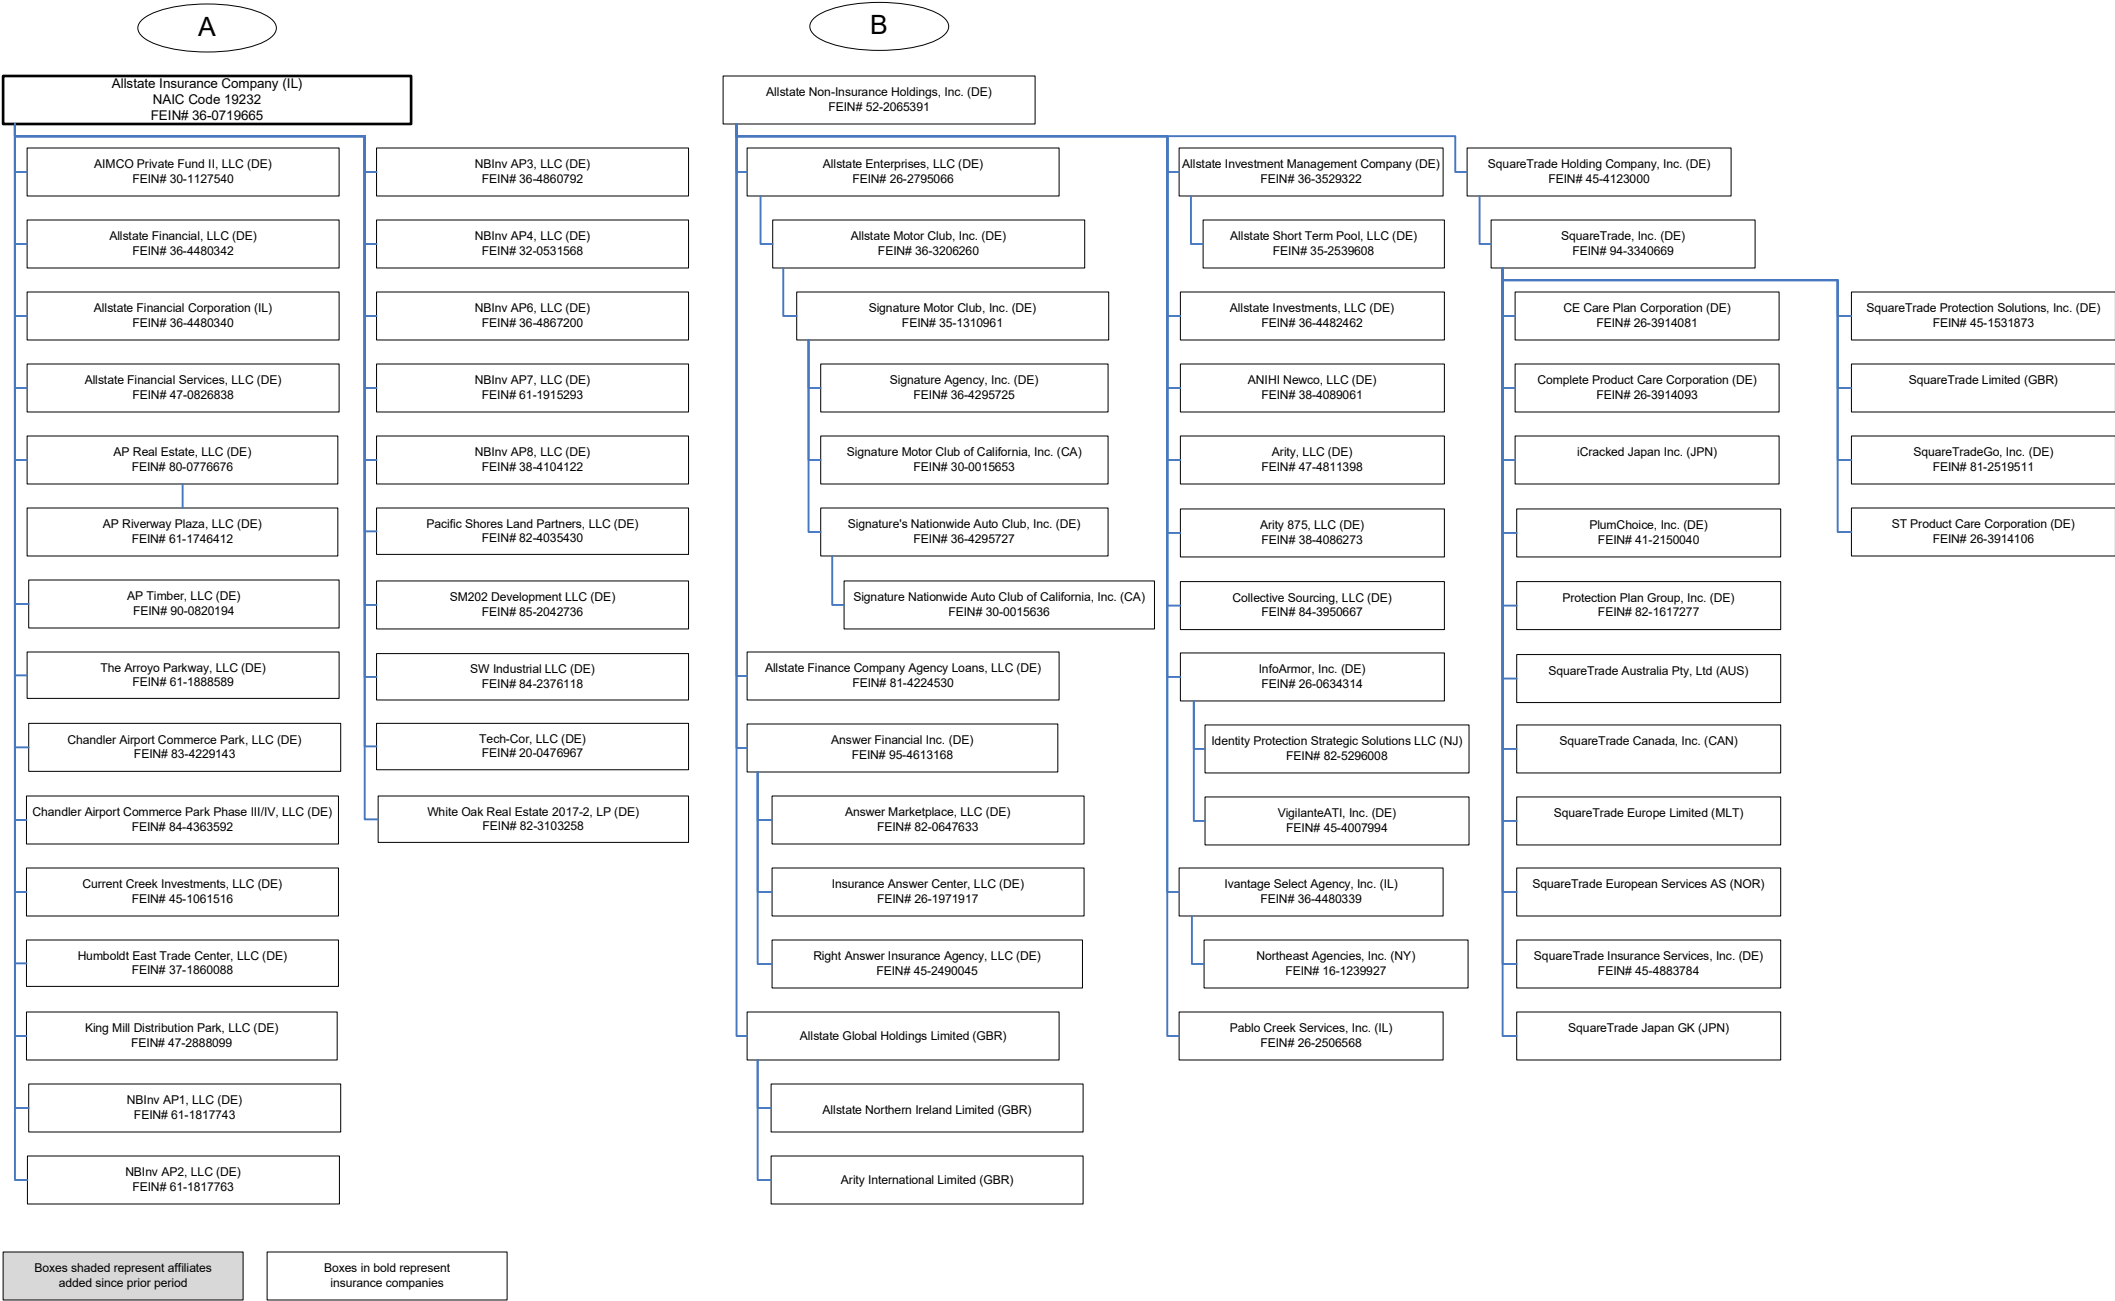 A
B
Allstate Insurance Company (IL)
NAIC Code 19232
FEIN# 36-0719665
AIMCO Private Fund II, LLC (DE)
FEIN# 30-1127540
Allstate Financial, LLC (DE)
FEIN# 36-4480342
Allstate Financial Corporation (IL)
FEIN# 36-4480340
Allstate Financial Services, LLC (DE)
FEIN# 47-0826838
AP Real Estate, LLC (DE)
FEIN# 80-0776676
AP Riverway Plaza, LLC (DE)
FEIN# 61-1746412
AP Timber, LLC (DE)
FEIN# 90-0820194
The Arroyo Parkway, LLC (DE)
FEIN# 61-1888589
Chandler Airport Commerce Park, LLC (DE)
FEIN# 83-4229143
Chandler Airport Commerce Park Phase III/IV, LLC (DE)
FEIN# 84-4363592
Current Creek Investments, LLC (DE)
FEIN# 45-1061516
Humboldt East Trade Center, LLC (DE)
FEIN# 37-1860088
King Mill Distribution Park, LLC (DE)
FEIN# 47-2888099
NBInv AP1, LLC (DE)
FEIN# 61-1817743
NBInv AP2, LLC (DE)
FEIN# 61-1817763
NBInv AP3, LLC (DE)
FEIN# 36-4860792
NBInv AP4, LLC (DE)
FEIN# 32-0531568
NBInv AP6, LLC (DE)
FEIN# 36-4867200
NBInv AP7, LLC (DE)
FEIN# 61-1915293
NBInv AP8, LLC (DE)
FEIN# 38-4104122
Pacific Shores Land Partners, LLC (DE)
FEIN# 82-4035430
SM202 Development LLC (DE)
FEIN# 85-2042736
SW Industrial LLC (DE)
FEIN# 84-2376118
Tech-Cor, LLC (DE)
FEIN# 20-0476967
White Oak Real Estate 2017-2, LP (DE)
FEIN# 82-3103258
Allstate Non-Insurance Holdings, Inc. (DE)
FEIN# 52-2065391
Allstate Enterprises, LLC (DE)
FEIN# 26-2795066
Allstate Motor Club, Inc. (DE)
FEIN# 36-3206260
Signature Motor Club, Inc. (DE)
FEIN# 35-1310961
Signature Agency, Inc. (DE)
FEIN# 36-4295725
Signature Motor Club of California, Inc. (CA)
FEIN# 30-0015653
Signature's Nationwide Auto Club, Inc. (DE)
FEIN# 36-4295727
Signature Nationwide Auto Club of California, Inc. (CA)
FEIN# 30-0015636
Allstate Finance Company Agency Loans, LLC (DE)
FEIN# 81-4224530
Answer Financial Inc. (DE)
FEIN# 95-4613168
Answer Marketplace, LLC (DE)
FEIN# 82-0647633
Insurance Answer Center, LLC (DE)
FEIN# 26-1971917
Right Answer Insurance Agency, LLC (DE)
FEIN# 45-2490045
Allstate Global Holdings Limited (GBR)
Allstate Northern Ireland Limited (GBR)
Arity International Limited (GBR)
Allstate Investment Management Company (DE)
FEIN# 36-3529322
Allstate Short Term Pool, LLC (DE)
FEIN# 35-2539608
Allstate Investments, LLC (DE)
FEIN# 36-4482462
ANIHI Newco, LLC (DE)
FEIN# 38-4089061
Arity, LLC (DE)
FEIN# 47-4811398
Arity 875, LLC (DE)
FEIN# 38-4086273
Collective Sourcing, LLC (DE)
FEIN# 84-3950667
InfoArmor, Inc. (DE)
FEIN# 26-0634314
Identity Protection Strategic Solutions LLC (NJ)
FEIN# 82-5296008
VigilanteATI, Inc. (DE)
FEIN# 45-4007994
Ivantage Select Agency, Inc. (IL)
FEIN# 36-4480339
Northeast Agencies, Inc. (NY)
FEIN# 16-1239927
Pablo Creek Services, Inc. (IL)
FEIN# 26-2506568
SquareTrade Holding Company, Inc. (DE)
FEIN# 45-4123000
SquareTrade, Inc. (DE)
FEIN# 94-3340669
CE Care Plan Corporation (DE)
FEIN# 26-3914081
Complete Product Care Corporation (DE)
FEIN# 26-3914093
iCracked Japan Inc. (JPN)
PlumChoice, Inc. (DE)
FEIN# 41-2150040
Protection Plan Group, Inc. (DE)
FEIN# 82-1617277
SquareTrade Australia Pty, Ltd (AUS)
SquareTrade Canada, Inc. (CAN)
SquareTrade Europe Limited (MLT)
SquareTrade European Services AS (NOR)
SquareTrade Insurance Services, Inc. (DE)
FEIN# 45-4883784
SquareTrade Japan GK (JPN)
SquareTrade Protection Solutions, Inc. (DE)
FEIN# 45-1531873
SquareTrade Limited (GBR)
SquareTradeGo, Inc. (DE)
FEIN# 81-2519511
ST Product Care Corporation (DE)
FEIN# 26-3914106
Boxes shaded represent affiliates
added since prior period
Boxes in bold represent
insurance companies